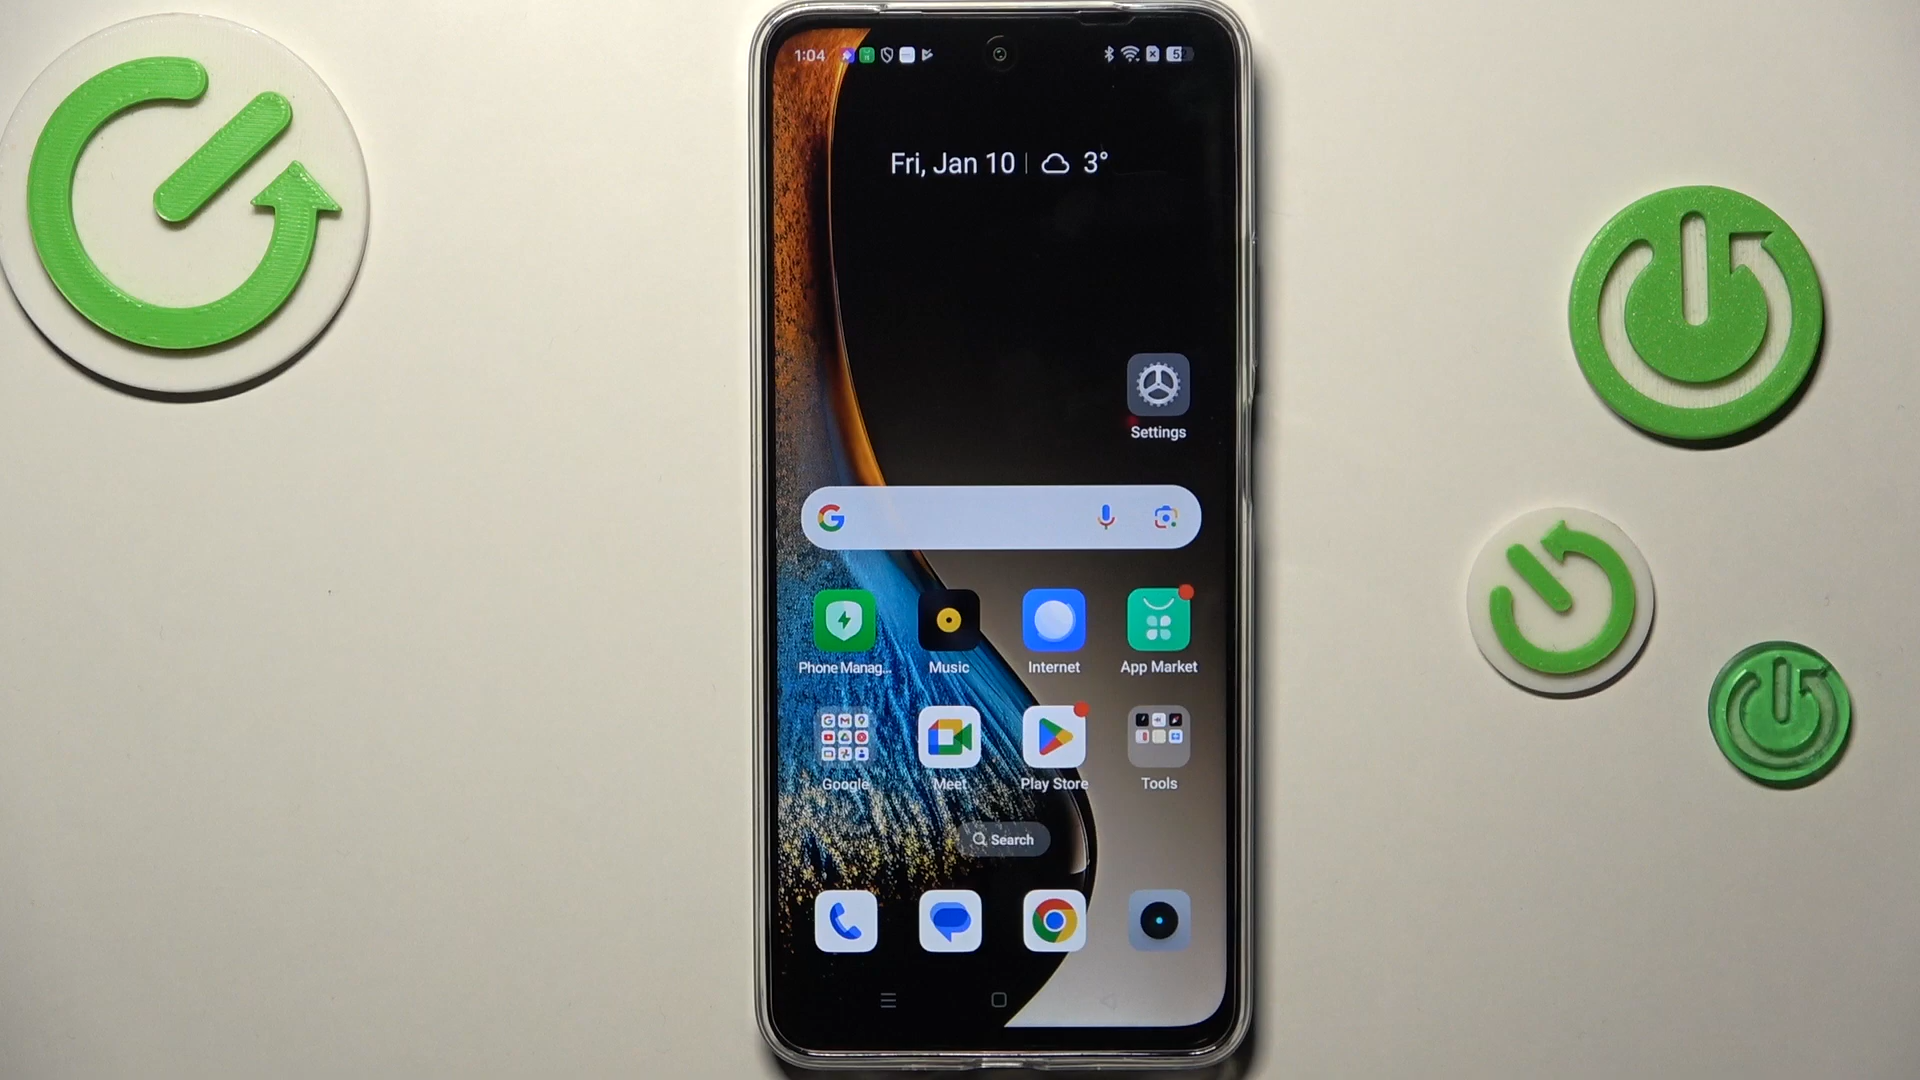 1:04
Fri, Jan 10 | 3°
Settings
Phone Manag...
Music
Internet
App Market
Google
Meet
Play Store
Tools
Search